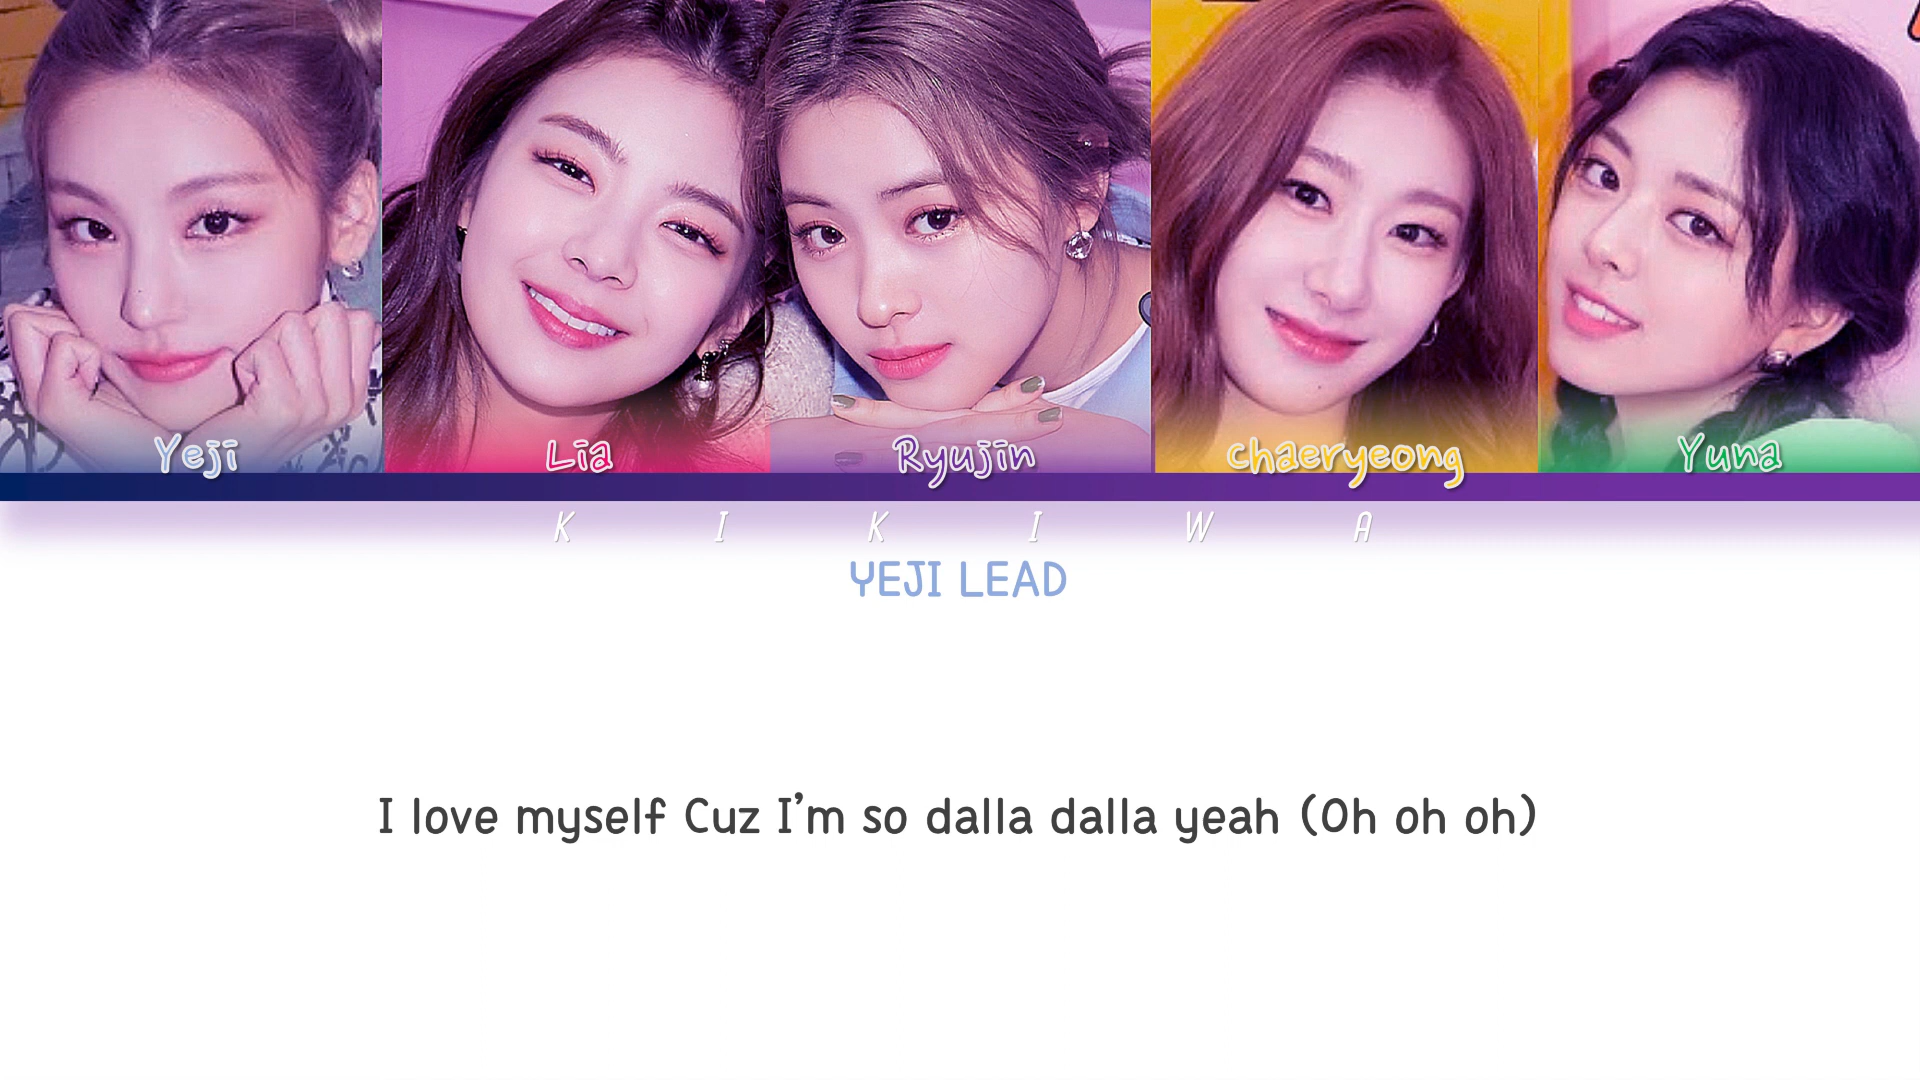 Yeji Lia Ryujin chaeryeong Yuna
K I K I W A
YEJI LEAD
I love myself Cuz I’m so dalla dalla yeah (Oh oh oh)